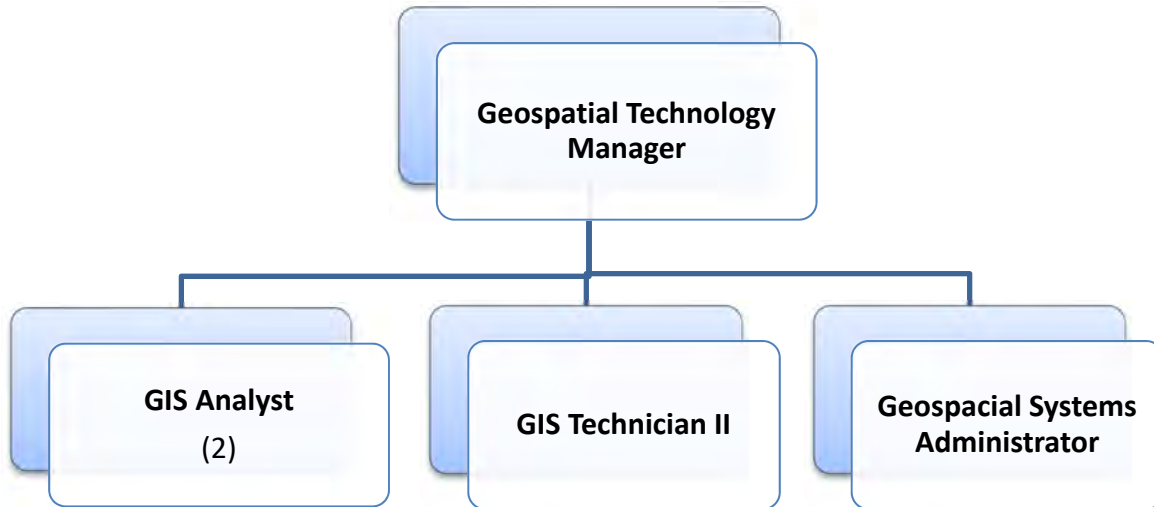 Geospatial Technology
Manager
GIS Analyst
(2)
GIS Technician II
Geospacial Systems
Administrator